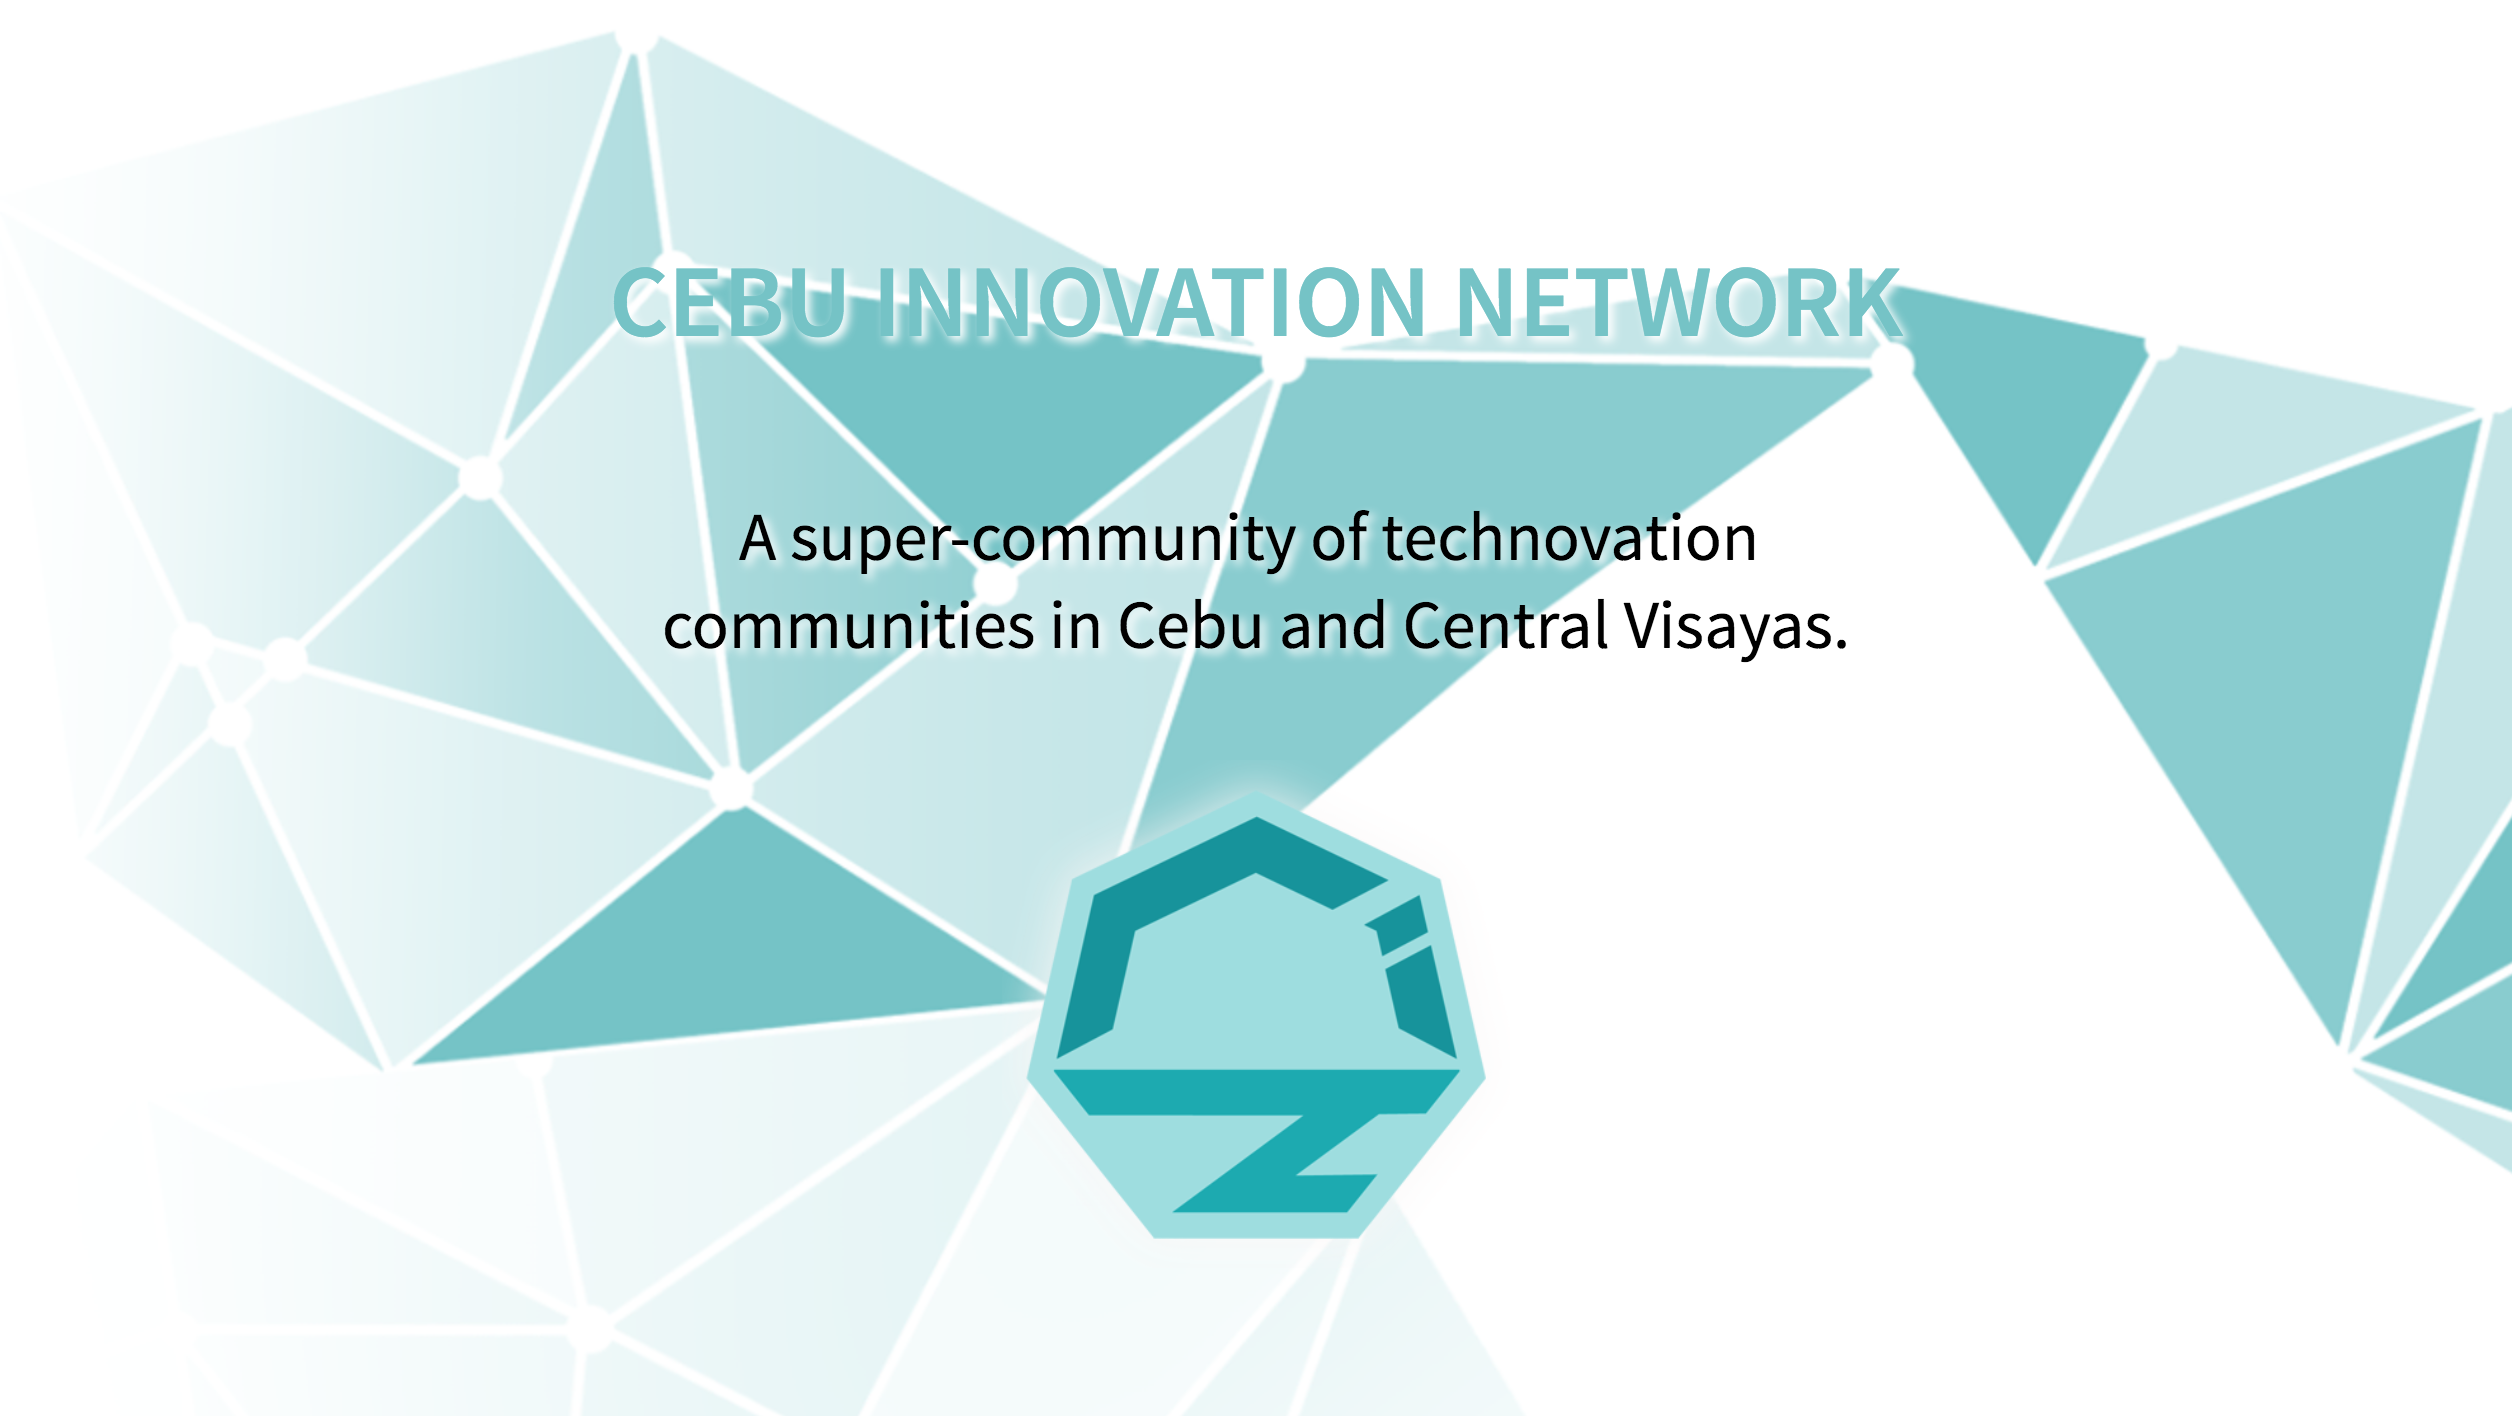 CEBU INNOVATION NETWORK
A super-community of technovation
communities in Cebu and Central Visayas.